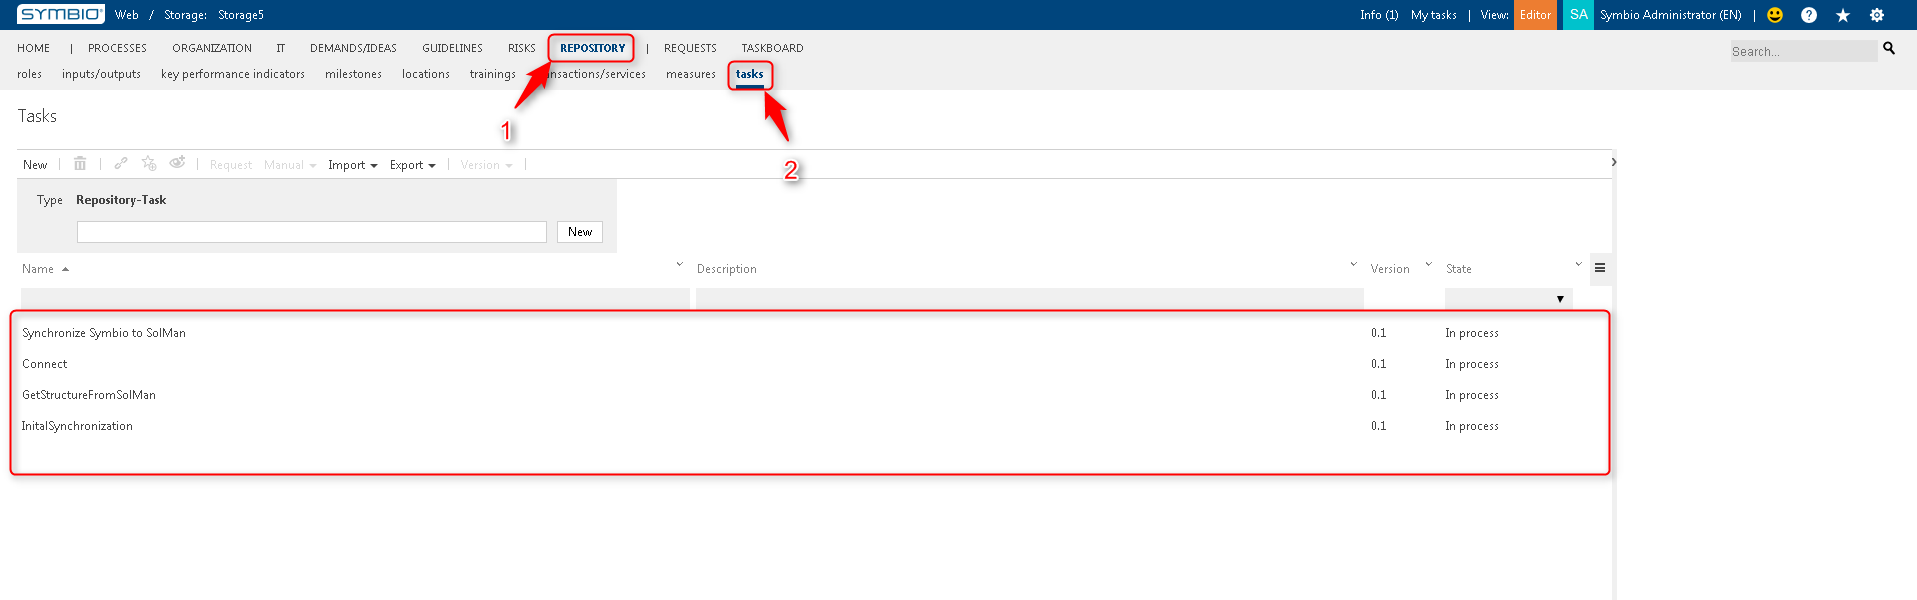 SYMBIO Web / Storage: Storage5 Info (1) My tasks | View: Editor SA Symbio Administrator (EN) |
HOME | PROCESSES ORGANIZATION IT DEMANDS/IDEAS GUIDELINES RISKS REPOSITORY | REQUESTS TASKBOARD
Search...
roles inputs/outputs key performance indicators milestones locations trainings nsactions/services measures tasks
Tasks
1
2
New Request Manual Import Export Version
Type Repository-Task
New
Name Description Version State
Synchronize Symbio to SolMan 0.1 In process
Connect 0.1 In process
GetStructureFromSolMan 0.1 In process
InitalSynchronization 0.1 In process